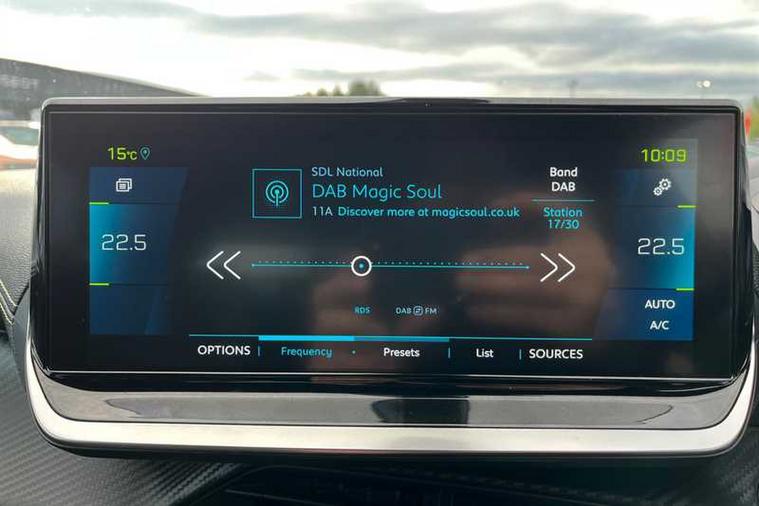 15°C
10:09
SDL National
DAB Magic Soul
11A Discover more at magicsoul.co.uk
Band
DAB
Station
17/30
22.5
22.5
RDS
DAB FM
AUTO
A/C
OPTIONS
Frequency
Presets
List
SOURCES